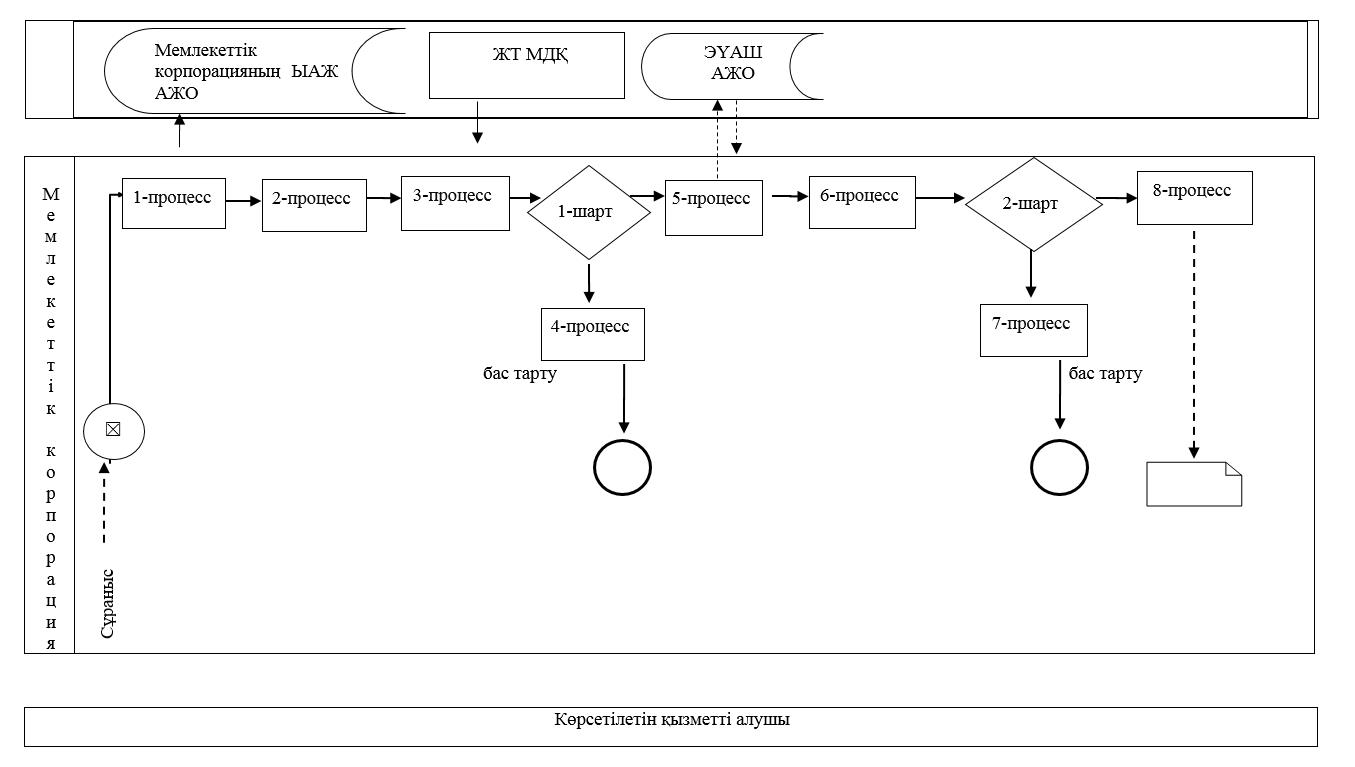 Мемлекеттік
корпорацияның ЫАЖ
АЖО
ЖТ МДҚ
ЭҮАШ
АЖО
Мемлекеттік корпорация
1-процесс
2-процесс
3-процесс
1-шарт
5-процесс
6-процесс
2-шарт
8-процесс
4-процесс
7-процесс
бас тарту
бас тарту
Сұраныс
Көрсетілетін қызметті алушы